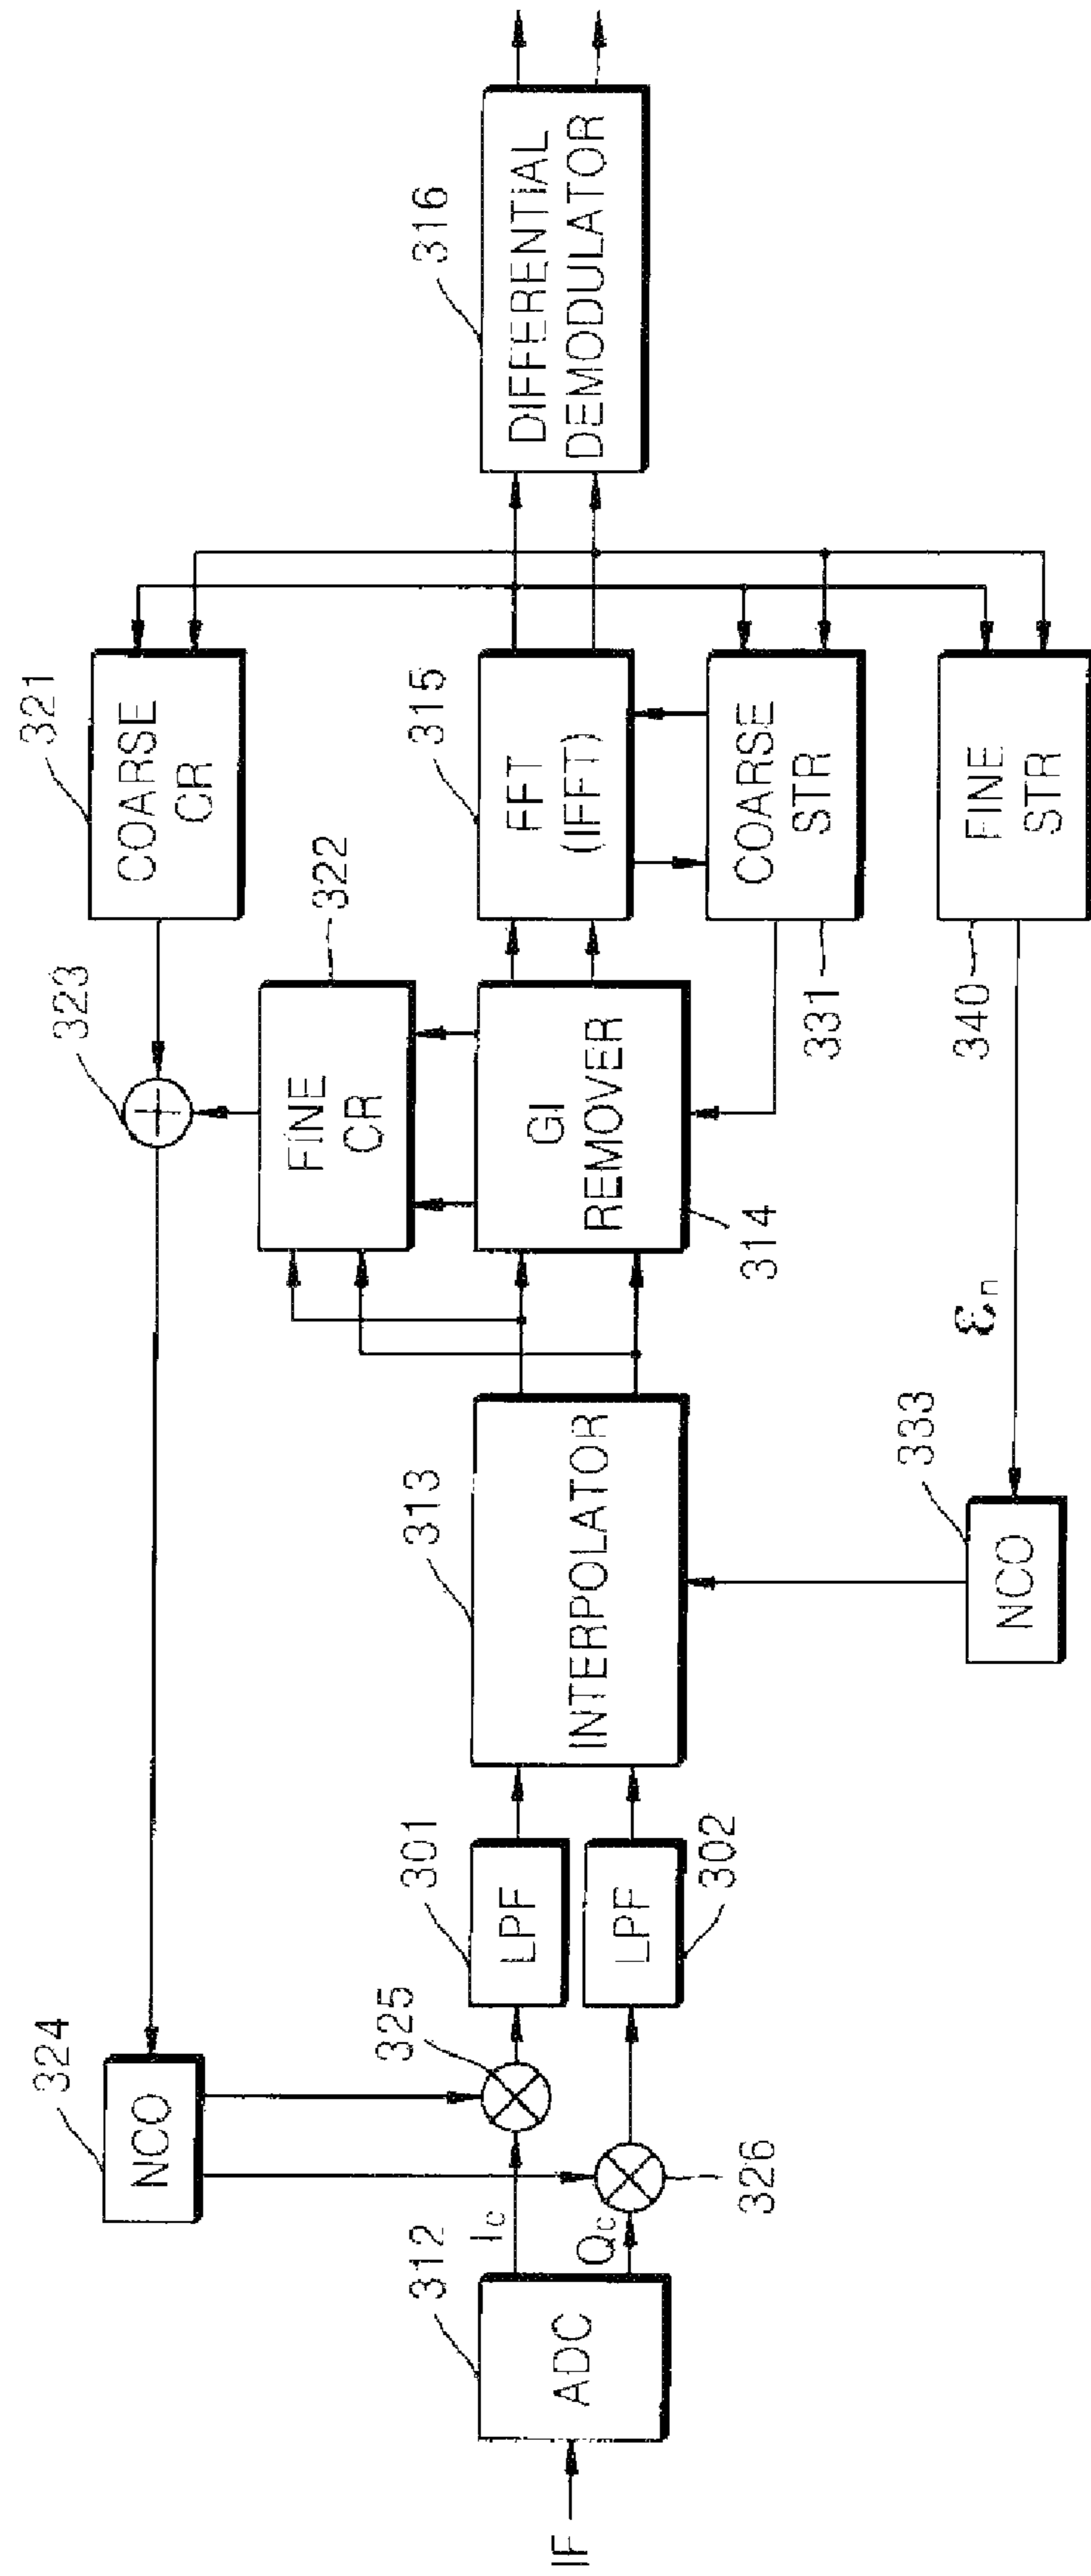 IF
ADC
312
Ic
Qc
NCO
324
325
326
LPF
301
LPF
302
INTERPOLATOR
313
NCO
333
εn
323
FINE
CR
322
GI
REMOVER
314
COARSE
CR
321
FFT
(IFFT)
315
COARSE
STR
331
FINE
STR
340
DIFFERENTIAL
DEMODULATOR
316